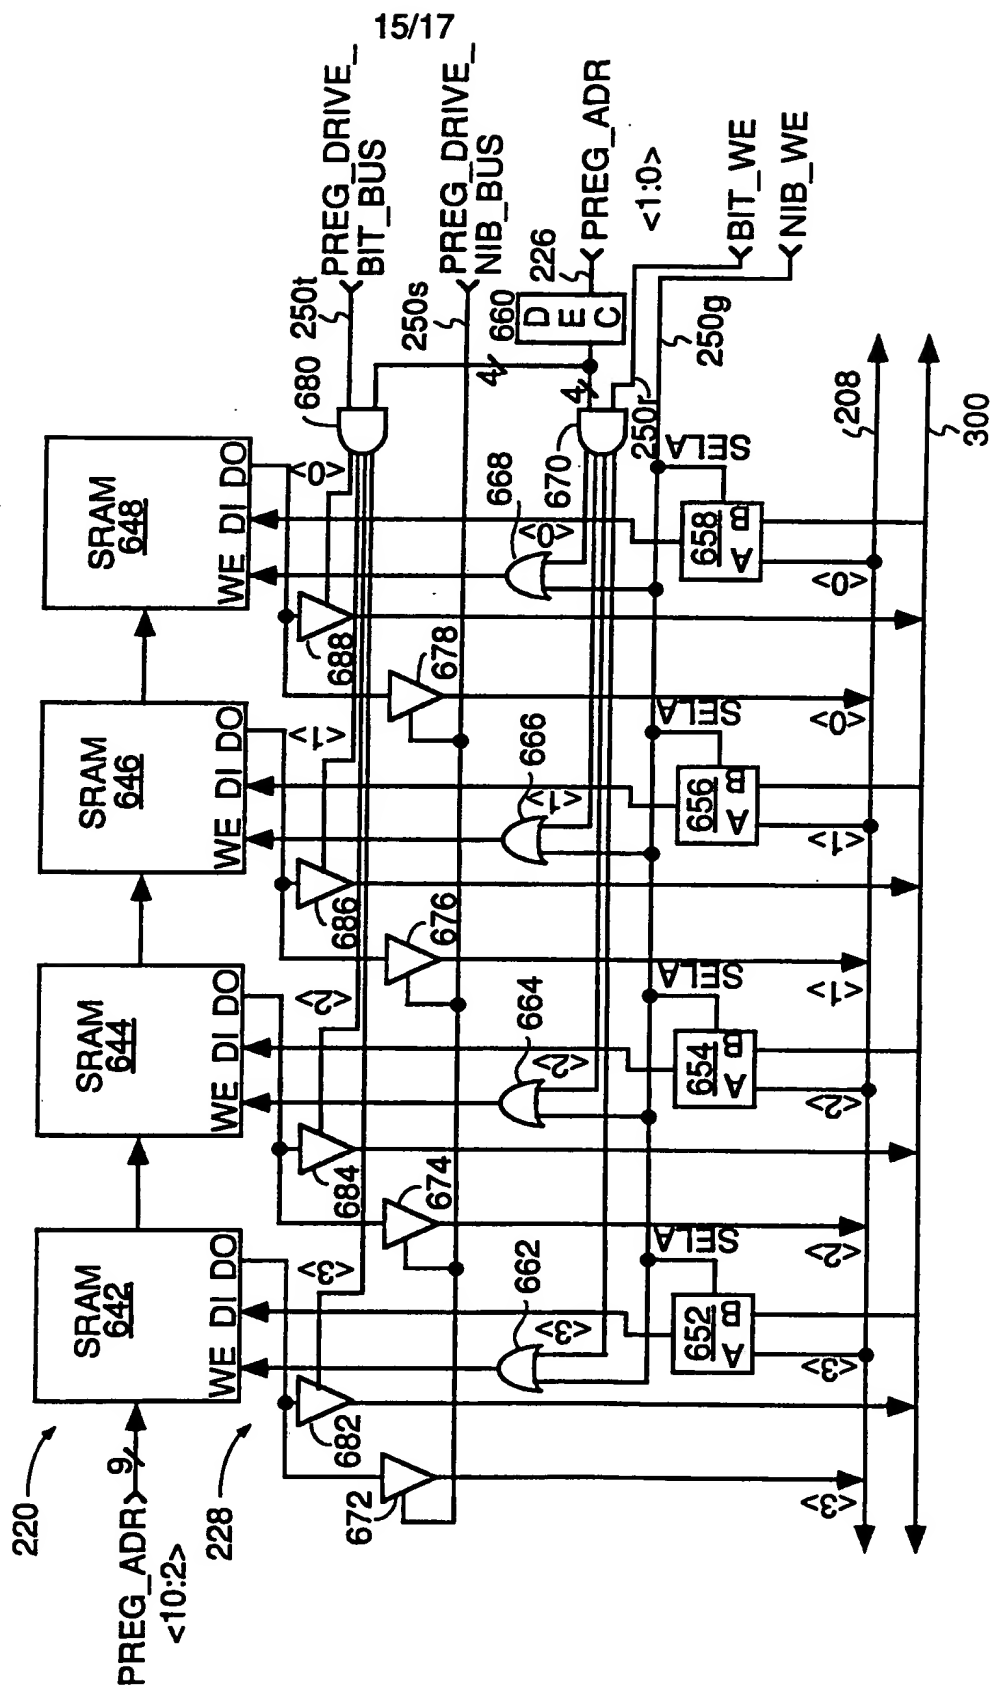 15/17
220
PREG_ADR
<10:2>
9
228
SRAM
642
WE DI DO
SRAM
644
WE DI DO
SRAM
646
WE DI DO
SRAM
648
WE DI DO
<3>
<2>
<1>
<0>
682
684
686
688
680
250t
PREG_DRIVE_
BIT_BUS
672
674
676
678
250s
PREG_DRIVE_
NIB_BUS
4
660
DEC
226
PREG_ADR
<1:0>
4
662
664
666
668
670
<3>
<2>
<1>
<0>
250r
BIT_WE
250g
NIB_WE
SELA
SELA
SELA
SELA
652
A B
654
A B
656
A B
658
A B
<3>
<3>
<2>
<2>
<1>
<1>
<0>
<0>
208
300